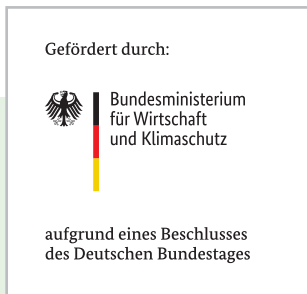 Gefördert durch:
Bundesministerium
für Wirtschaft
und Klimaschutz
aufgrund eines Beschlusses
des Deutschen Bundestages